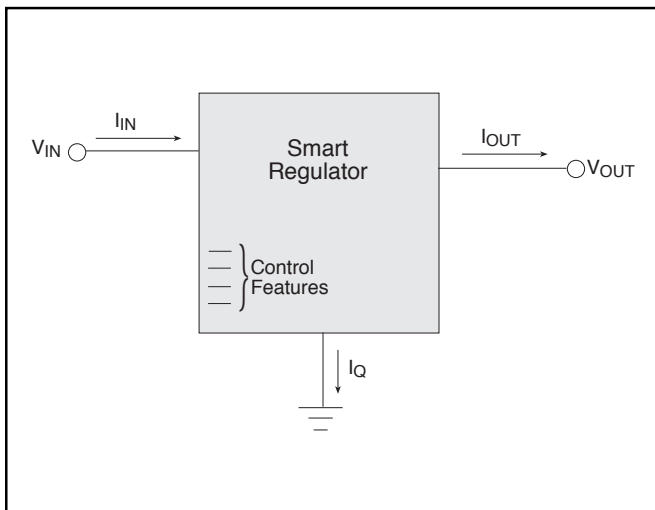 I_IN
V_IN
Smart
Regulator
I_OUT
V_OUT
Control
Features
I_Q